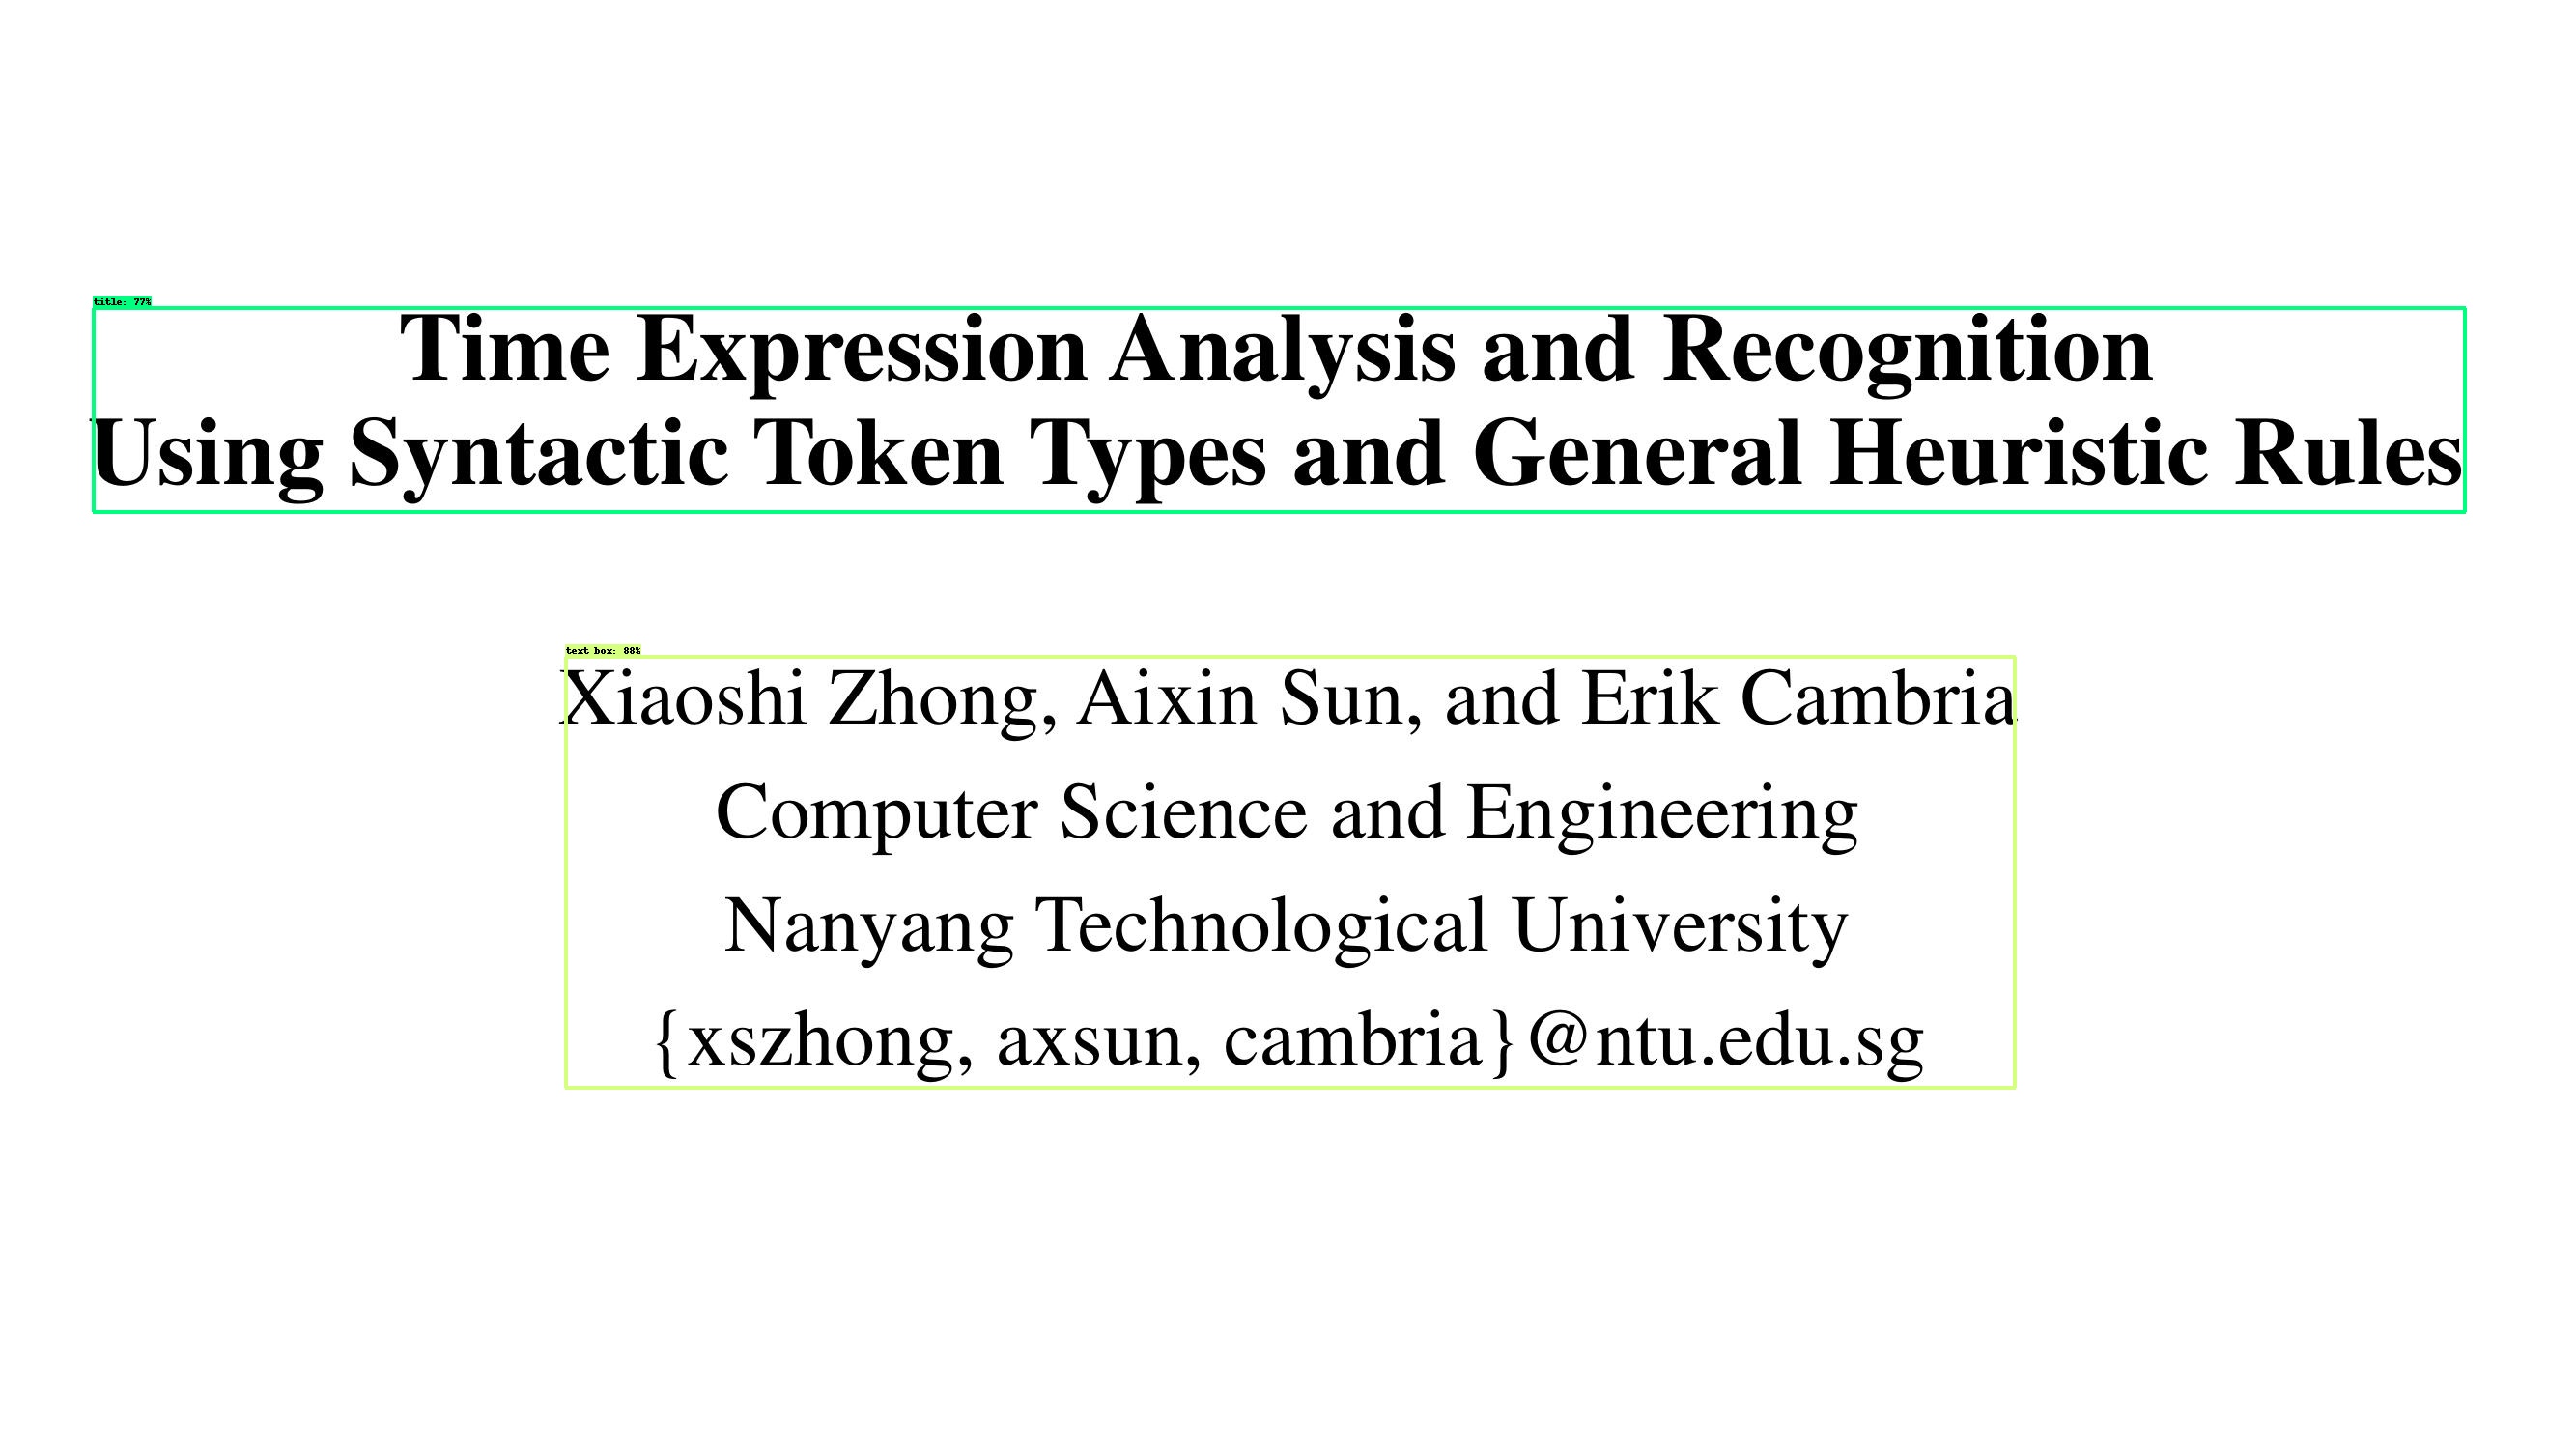 title: 77%
Time Expression Analysis and Recognition
Using Syntactic Token Types and General Heuristic Rules
text box: 88%
Xiaoshi Zhong, Aixin Sun, and Erik Cambria
Computer Science and Engineering
Nanyang Technological University
{xszhong, axsun, cambria}@ntu.edu.sg